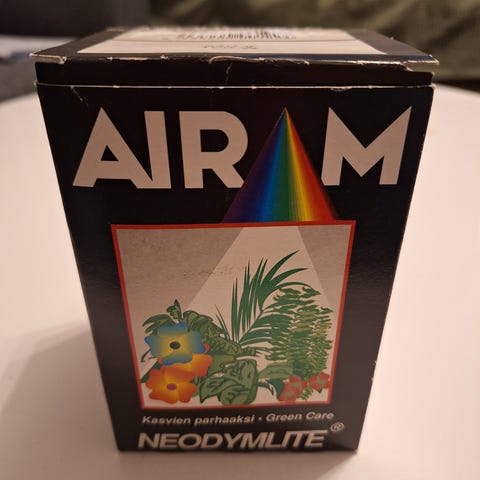 AIRAM
Kasvien parhaaksi • Green Care
NEODYMLITE®